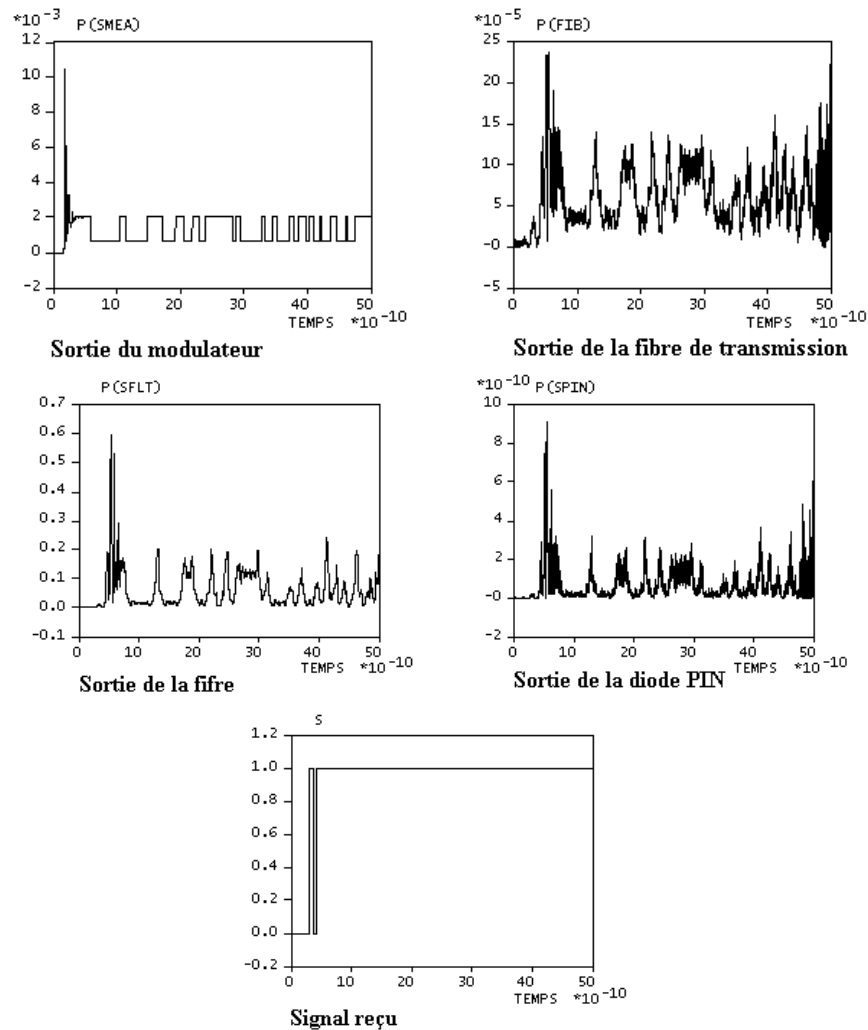 *10⁻³ P(SMEA)
12
10
8
6
4
2
0
-2
0 10 20 30 40 50
TEMPS *10⁻¹⁰
Sortie du modulateur
*10⁻⁵ P(FIB)
25
20
15
10
5
-0
-5
0 10 20 30 40 50
TEMPS *10⁻¹⁰
Sortie de la fibre de transmission
P(SFLT)
0.7
0.6
0.5
0.4
0.3
0.2
0.1
0.0
-0.1
0 10 20 30 40 50
TEMPS *10⁻¹⁰
Sortie de la fifre
*10⁻¹⁰ P(SPIN)
10
8
6
4
2
-0
-2
0 10 20 30 40 50
TEMPS *10⁻¹⁰
Sortie de la diode PIN
S
1.2
1.0
0.8
0.6
0.4
0.2
0.0
-0.2
0 10 20 30 40 50
TEMPS *10⁻¹⁰
Signal reçu